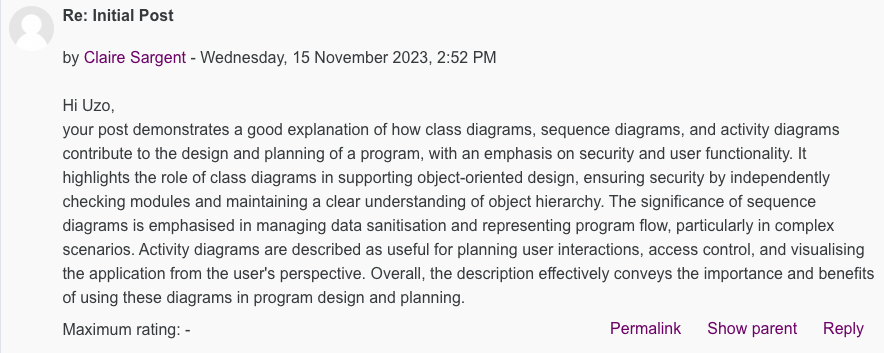 Re: Initial Post
by Claire Sargent - Wednesday, 15 November 2023, 2:52 PM
Hi Uzo,
your post demonstrates a good explanation of how class diagrams, sequence diagrams, and activity diagrams
contribute to the design and planning of a program, with an emphasis on security and user functionality. It
highlights the role of class diagrams in supporting object-oriented design, ensuring security by independently
checking modules and maintaining a clear understanding of object hierarchy. The significance of sequence
diagrams is emphasised in managing data sanitisation and representing program flow, particularly in complex
scenarios. Activity diagrams are described as useful for planning user interactions, access control, and visualising
the application from the user's perspective. Overall, the description effectively conveys the importance and benefits
of using these diagrams in program design and planning.
Maximum rating: - Permalink Show parent Reply